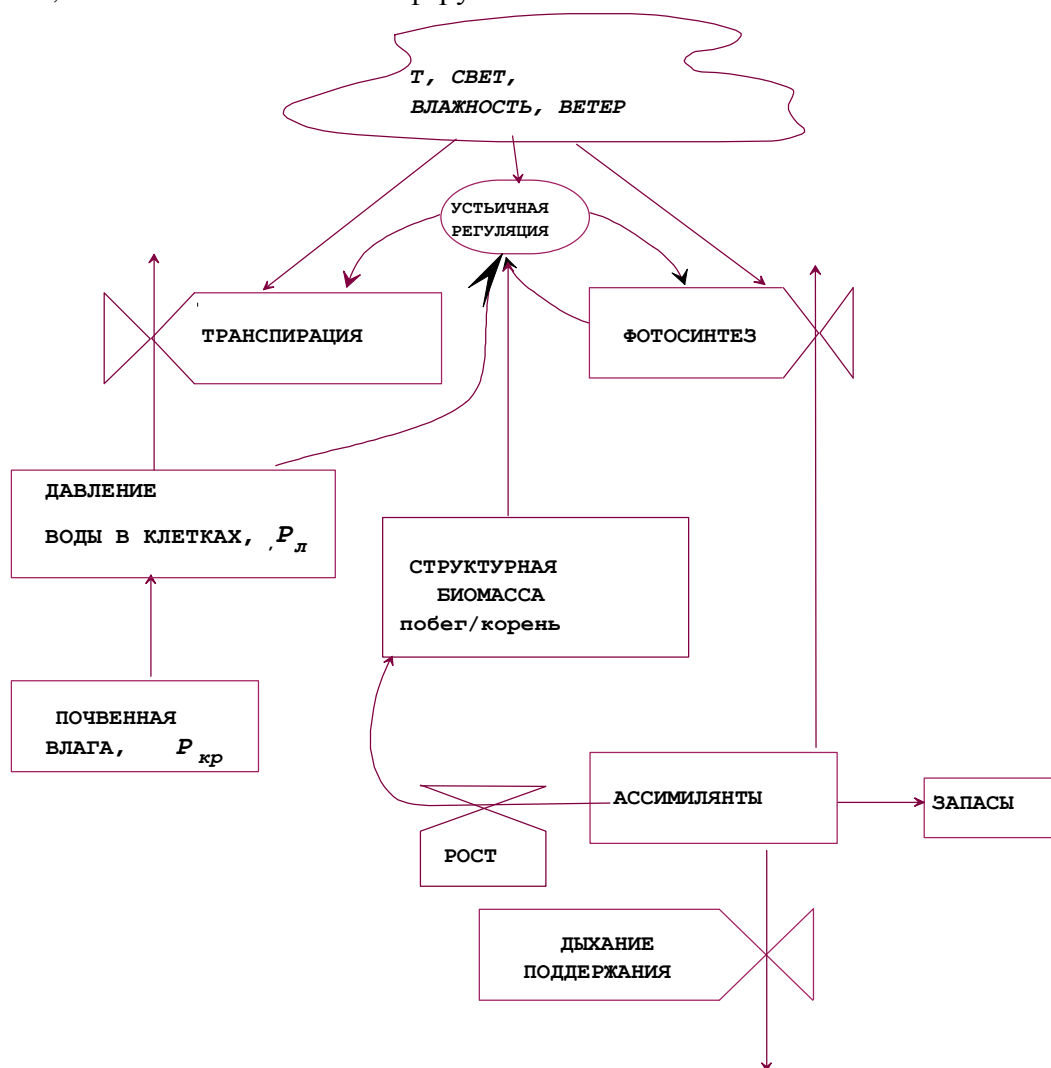 Т, СВЕТ,
ВЛАЖНОСТЬ, ВЕТЕР
УСТЬИЧНАЯ
РЕГУЛЯЦИЯ
ТРАНСПИРАЦИЯ
ФОТОСИНТЕЗ
ДАВЛЕНИЕ
ВОДЫ В КЛЕТКАХ, Pл
СТРУКТУРНАЯ
БИОМАССА
побег/корень
ПОЧВЕННАЯ
ВЛАГА, Pкр
АССИМИЛЯНТЫ
ЗАПАСЫ
РОСТ
ДЫХАНИЕ
ПОДДЕРЖАНИЯ